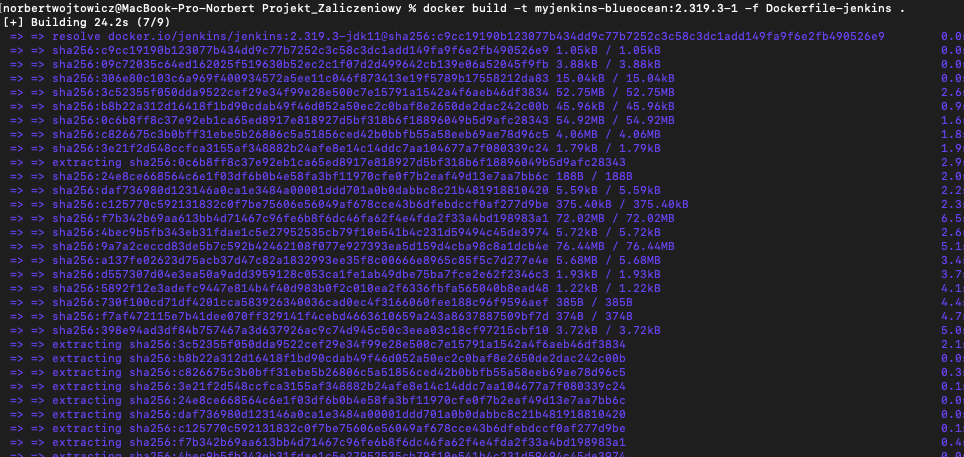 norbertwojtowicz@MacBook-Pro-Norbert Projekt_Zaliczeniowy % docker build -t myjenkins-blueocean:2.319.3-1 -f Dockerfile-jenkins .
[+] Building 24.2s (7/9)
=> => resolve docker.io/jenkins/jenkins:2.319.3-jdk11@sha256:c9cc19190b123077b434dd9c77b7252c3c58c3dc1add149fa9f6e2fb490526e9 0.0
=> => sha256:c9cc19190b123077b434dd9c77b7252c3c58c3dc1add149fa9f6e2fb490526e9 1.05kB / 1.05kB 0.0
=> => sha256:09c72035c64ed162025f519630b52ec2c1f07d2d499642cb139e06a52045f9fb 3.88kB / 3.88kB 0.0
=> => sha256:306e80c103c6a969f400934572a5ee11c046f873413e19f5789b17558212da83 15.04kB / 15.04kB 0.0
=> => sha256:3c52355f050dda9522cef29e34f99e28e500c7e15791a1542a4f6aeb46df3834 52.75MB / 52.75MB 2.6
=> => sha256:b8b22a312d16418f1bd90cdab49f46d052a50ec2c0baf8e2650de2dac242c00b 45.96kB / 45.96kB 0.9
=> => sha256:0c6b8ff8c37e92eb1ca65ed8917e818927d5bf318b6f18896049b5d9afc28343 54.92MB / 54.92MB 1.6
=> => sha256:c826675c3b0bff31ebe5b26806c5a51856ced42b0bbfb55a58eeb69ae78d96c5 4.06MB / 4.06MB 1.8
=> => sha256:3e21f2d548ccfca3155af348882b24afe8e14c14ddc7aa104677a7f080339c24 1.79kB / 1.79kB 1.9
=> => extracting sha256:0c6b8ff8c37e92eb1ca65ed8917e818927d5bf318b6f18896049b5d9afc28343 2.9
=> => sha256:24e8ce668564c6e1f03df6b0b4e58fa3bf11970cfe0f7b2eaf49d13e7aa7bb6c 188B / 188B 2.0
=> => sha256:daf736980d123146a0ca1e3484a00001ddd701a0b0dabbc8c21b481918810420 5.59kB / 5.59kB 2.2
=> => sha256:c125770c592131832c0f7be75606e56049af678cce43b6dfebdccf0af277d9be 375.40kB / 375.40kB 2.3
=> => sha256:f7b342b69aa613bb4d71467c96fe6b8f6dc46fa62f4e4fda2f33a4bd198983a1 72.02MB / 72.02MB 6.5
=> => sha256:4bec9b5fb343eb31fdae1c5e27952535cb79f10e541b4c231d59494c45de3974 5.72kB / 5.72kB 2.6
=> => sha256:9a7a2ceccd83de5b7c592b42462108f077e927393ea5d159d4cba98c8a1dcb4e 76.44MB / 76.44MB 5.1
=> => sha256:a137fe02623d75acb37d47c82a1832993ee35f8c00666e8965c85f5c7d277e4e 5.68MB / 5.68MB 3.4
=> => sha256:d557307d04e3ea50a9add3959128c053ca1fe1ab49dbe75ba7fce2e62f2346c3 1.93kB / 1.93kB 3.7
=> => sha256:5892f12e3adefc9447e814b4f40d983b0f2c010ea2f6336fbfa565040b8ead48 1.22kB / 1.22kB 4.1
=> => sha256:730f100cd71df4201cca583926340036cad0ec4f3166060fee188c96f9596aef 385B / 385B 4.4
=> => sha256:f7af472115e7b41dee070ff329141f4cebd4663610659a243a8637887509bf7d 374B / 374B 4.7
=> => sha256:398e94ad3df84b757467a3d637926ac9c74d945c50c3eea03c18cf97215cbf10 3.72kB / 3.72kB 5.0
=> => extracting sha256:3c52355f050dda9522cef29e34f99e28e500c7e15791a1542a4f6aeb46df3834 2.1
=> => extracting sha256:b8b22a312d16418f1bd90cdab49f46d052a50ec2c0baf8e2650de2dac242c00b 0.0
=> => extracting sha256:c826675c3b0bff31ebe5b26806c5a51856ced42b0bbfb55a58eeb69ae78d96c5 0.3
=> => extracting sha256:3e21f2d548ccfca3155af348882b24afe8e14c14ddc7aa104677a7f080339c24 0.1
=> => extracting sha256:24e8ce668564c6e1f03df6b0b4e58fa3bf11970cfe0f7b2eaf49d13e7aa7bb6c 0.0
=> => extracting sha256:daf736980d123146a0ca1e3484a00001ddd701a0b0dabbc8c21b481918810420 0.0
=> => extracting sha256:c125770c592131832c0f7be75606e56049af678cce43b6dfebdccf0af277d9be 0.1
=> => extracting sha256:f7b342b69aa613bb4d71467c96fe6b8f6dc46fa62f4e4fda2f33a4bd198983a1 0.4
=> => extracting sha256:4bec9b5fb343eb31fdae1c5e27952535cb79f10e541b4c231d59494c45de3974